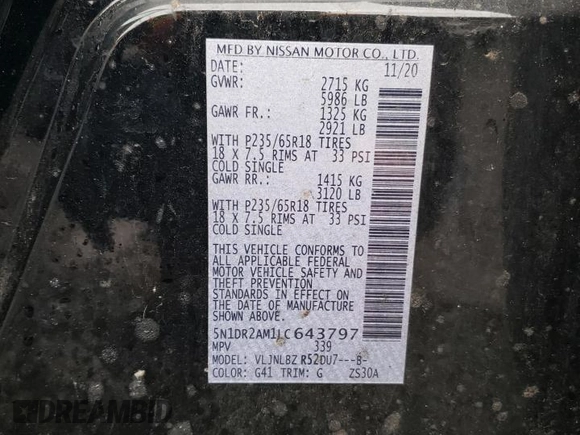 MFD BY NISSAN MOTOR CO., LTD.
DATE: 11/20
GVWR: 2715 KG
5986 LB
GAWR FR.: 1325 KG
2921 LB
WITH P235/65R18 TIRES
18 X 7.5 RIMS AT 33 PSI
COLD SINGLE
GAWR RR.: 1415 KG
3120 LB
WITH P235/65R18 TIRES
18 X 7.5 RIMS AT 33 PSI
COLD SINGLE
THIS VEHICLE CONFORMS TO
ALL APPLICABLE FEDERAL
MOTOR VEHICLE SAFETY AND
THEFT PREVENTION
STANDARDS IN EFFECT ON
THE DATE OF MANUFACTURE
SHOWN ABOVE.
5N1DR2AM1LC643797
MPV 339
MODEL: VLJNLBZ R52DU7---B-
COLOR: G41 TRIM: G ZS30A
DREAMBID